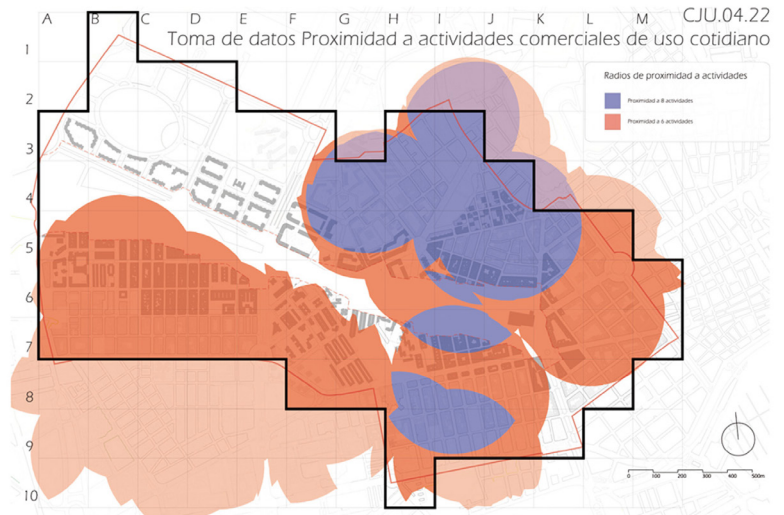 CJU.04.22
Toma de datos Proximidad a actividades comerciales de uso cotidiano
A B C D E F G H I J K L M
1
2
3
4
5
6
7
8
9
10
Radios de proximidad a actividades
Proximidad a 8 actividades
Proximidad a 6 actividades
0 100 200 300 400 500m